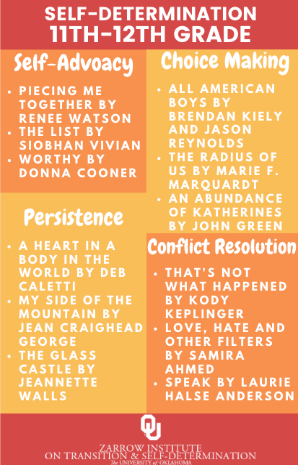 SELF-DETERMINATION
11TH-12TH GRADE
Self-Advoacy
• PIECING ME
TOGETHER BY
RENEE WATSON
• THE LIST BY
SIOBHAN VIVIAN
• WORTHY BY
DONNA COONER
Choice Making
• ALL AMERICAN
BOYS BY
BRENDAN KIELY
AND JASON
REYNOLDS
• THE RADIUS OF
US BY MARIE F.
MARQUARDT
• AN ABUNDANCE
OF KATHERINES
BY JOHN GREEN
Persistence
• A HEART IN A
BODY IN THE
WORLD BY DEB
CALETTI
• MY SIDE OF THE
MOUNTAIN BY
JEAN CRAIGHEAD
GEORGE
• THE GLASS
CASTLE BY
JEANNETTE
WALLS
Conflict Resolution
• THAT'S NOT
WHAT HAPPENED
BY KODY
KEPLINGER
• LOVE, HATE AND
OTHER FILTERS
BY SAMIRA
AHMED
• SPEAK BY LAURIE
HALSE ANDERSON
OU
ZARROW INSTITUTE
ON TRANSITION & SELF-DETERMINATION
The UNIVERSITY of OKLAHOMA